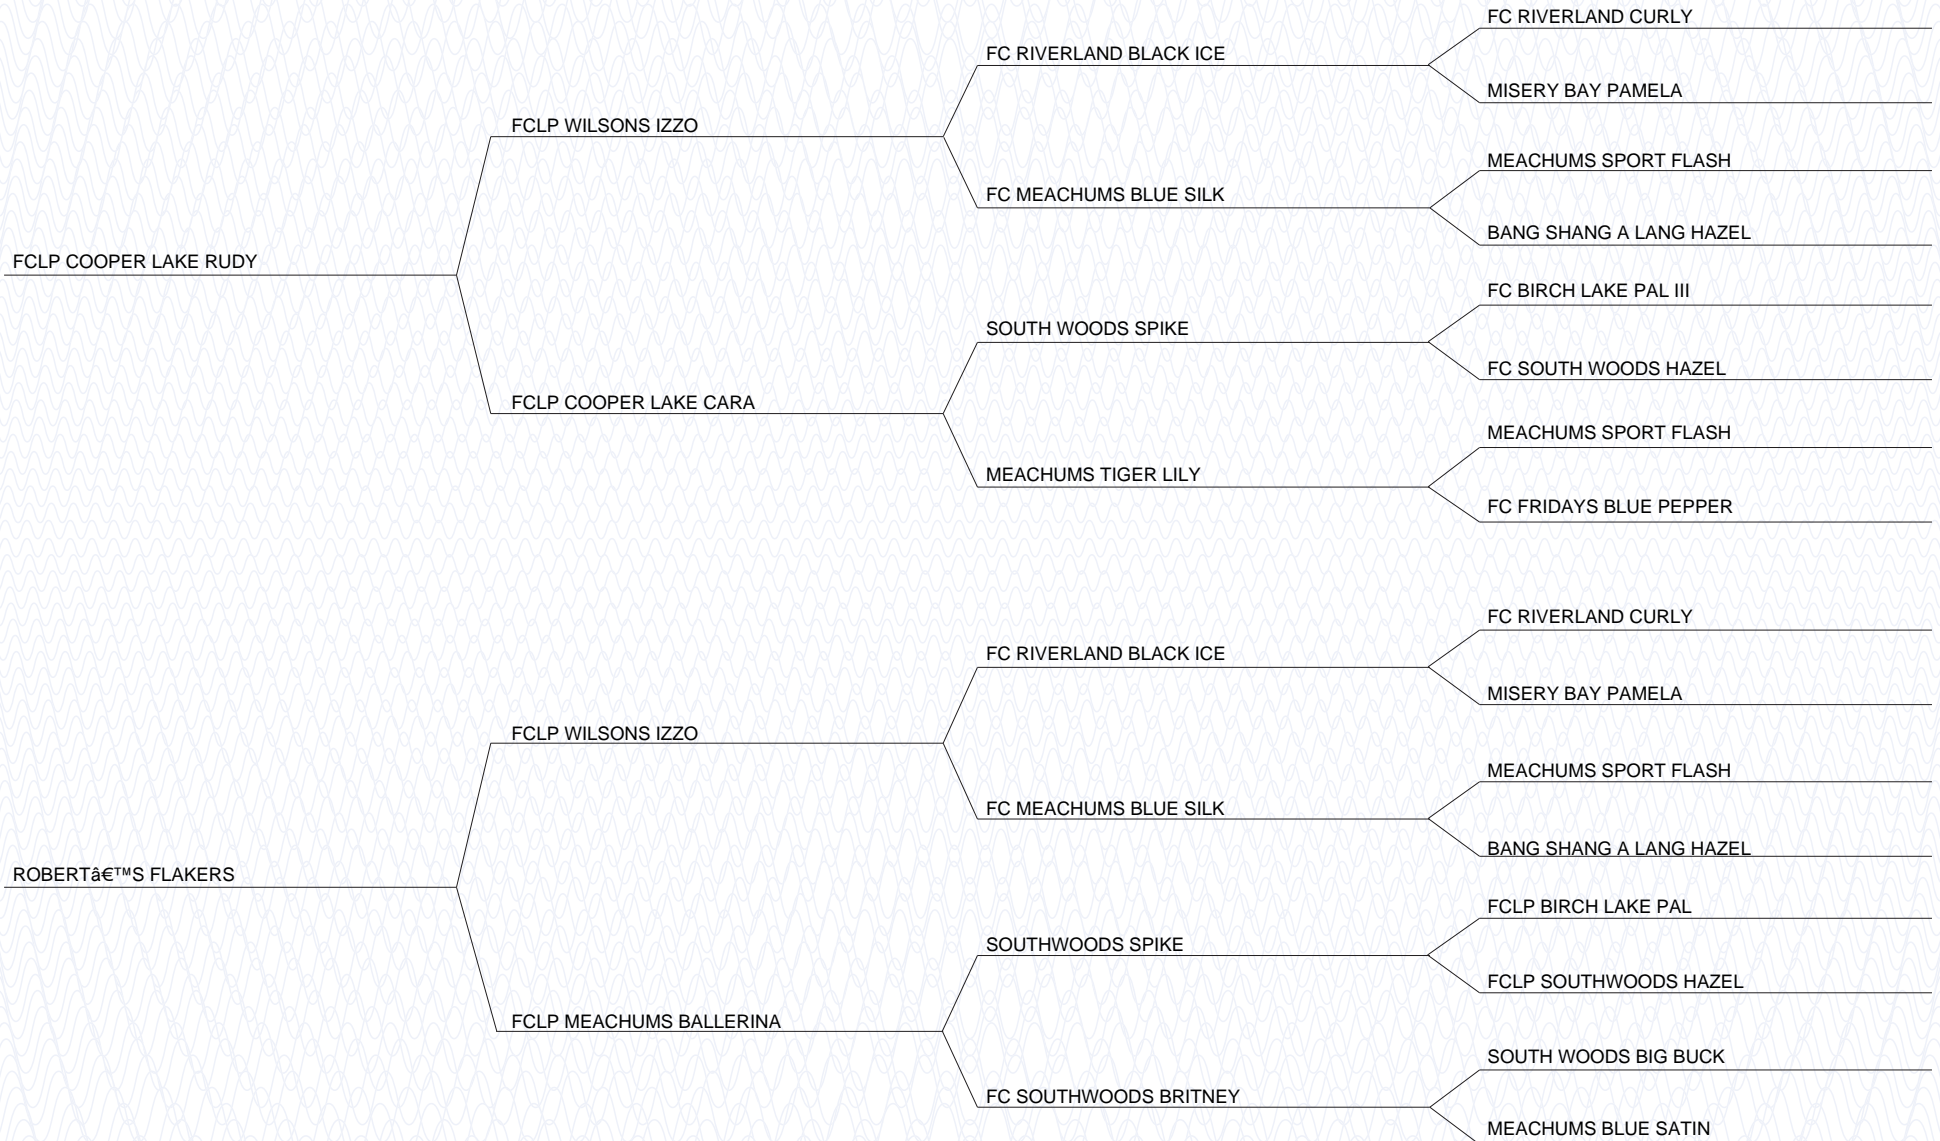 FC RIVERLAND CURLY
FC RIVERLAND BLACK ICE
MISERY BAY PAMELA
FCLP WILSONS IZZO
MEACHUMS SPORT FLASH
FC MEACHUMS BLUE SILK
BANG SHANG A LANG HAZEL
FCLP COOPER LAKE RUDY
FC BIRCH LAKE PAL III
SOUTH WOODS SPIKE
FC SOUTH WOODS HAZEL
FCLP COOPER LAKE CARA
MEACHUMS SPORT FLASH
MEACHUMS TIGER LILY
FC FRIDAYS BLUE PEPPER
FC RIVERLAND CURLY
FC RIVERLAND BLACK ICE
MISERY BAY PAMELA
FCLP WILSONS IZZO
MEACHUMS SPORT FLASH
FC MEACHUMS BLUE SILK
BANG SHANG A LANG HAZEL
ROBERTâ€™S FLAKERS
FCLP BIRCH LAKE PAL
SOUTHWOODS SPIKE
FCLP SOUTHWOODS HAZEL
FCLP MEACHUMS BALLERINA
SOUTH WOODS BIG BUCK
FC SOUTHWOODS BRITNEY
MEACHUMS BLUE SATIN